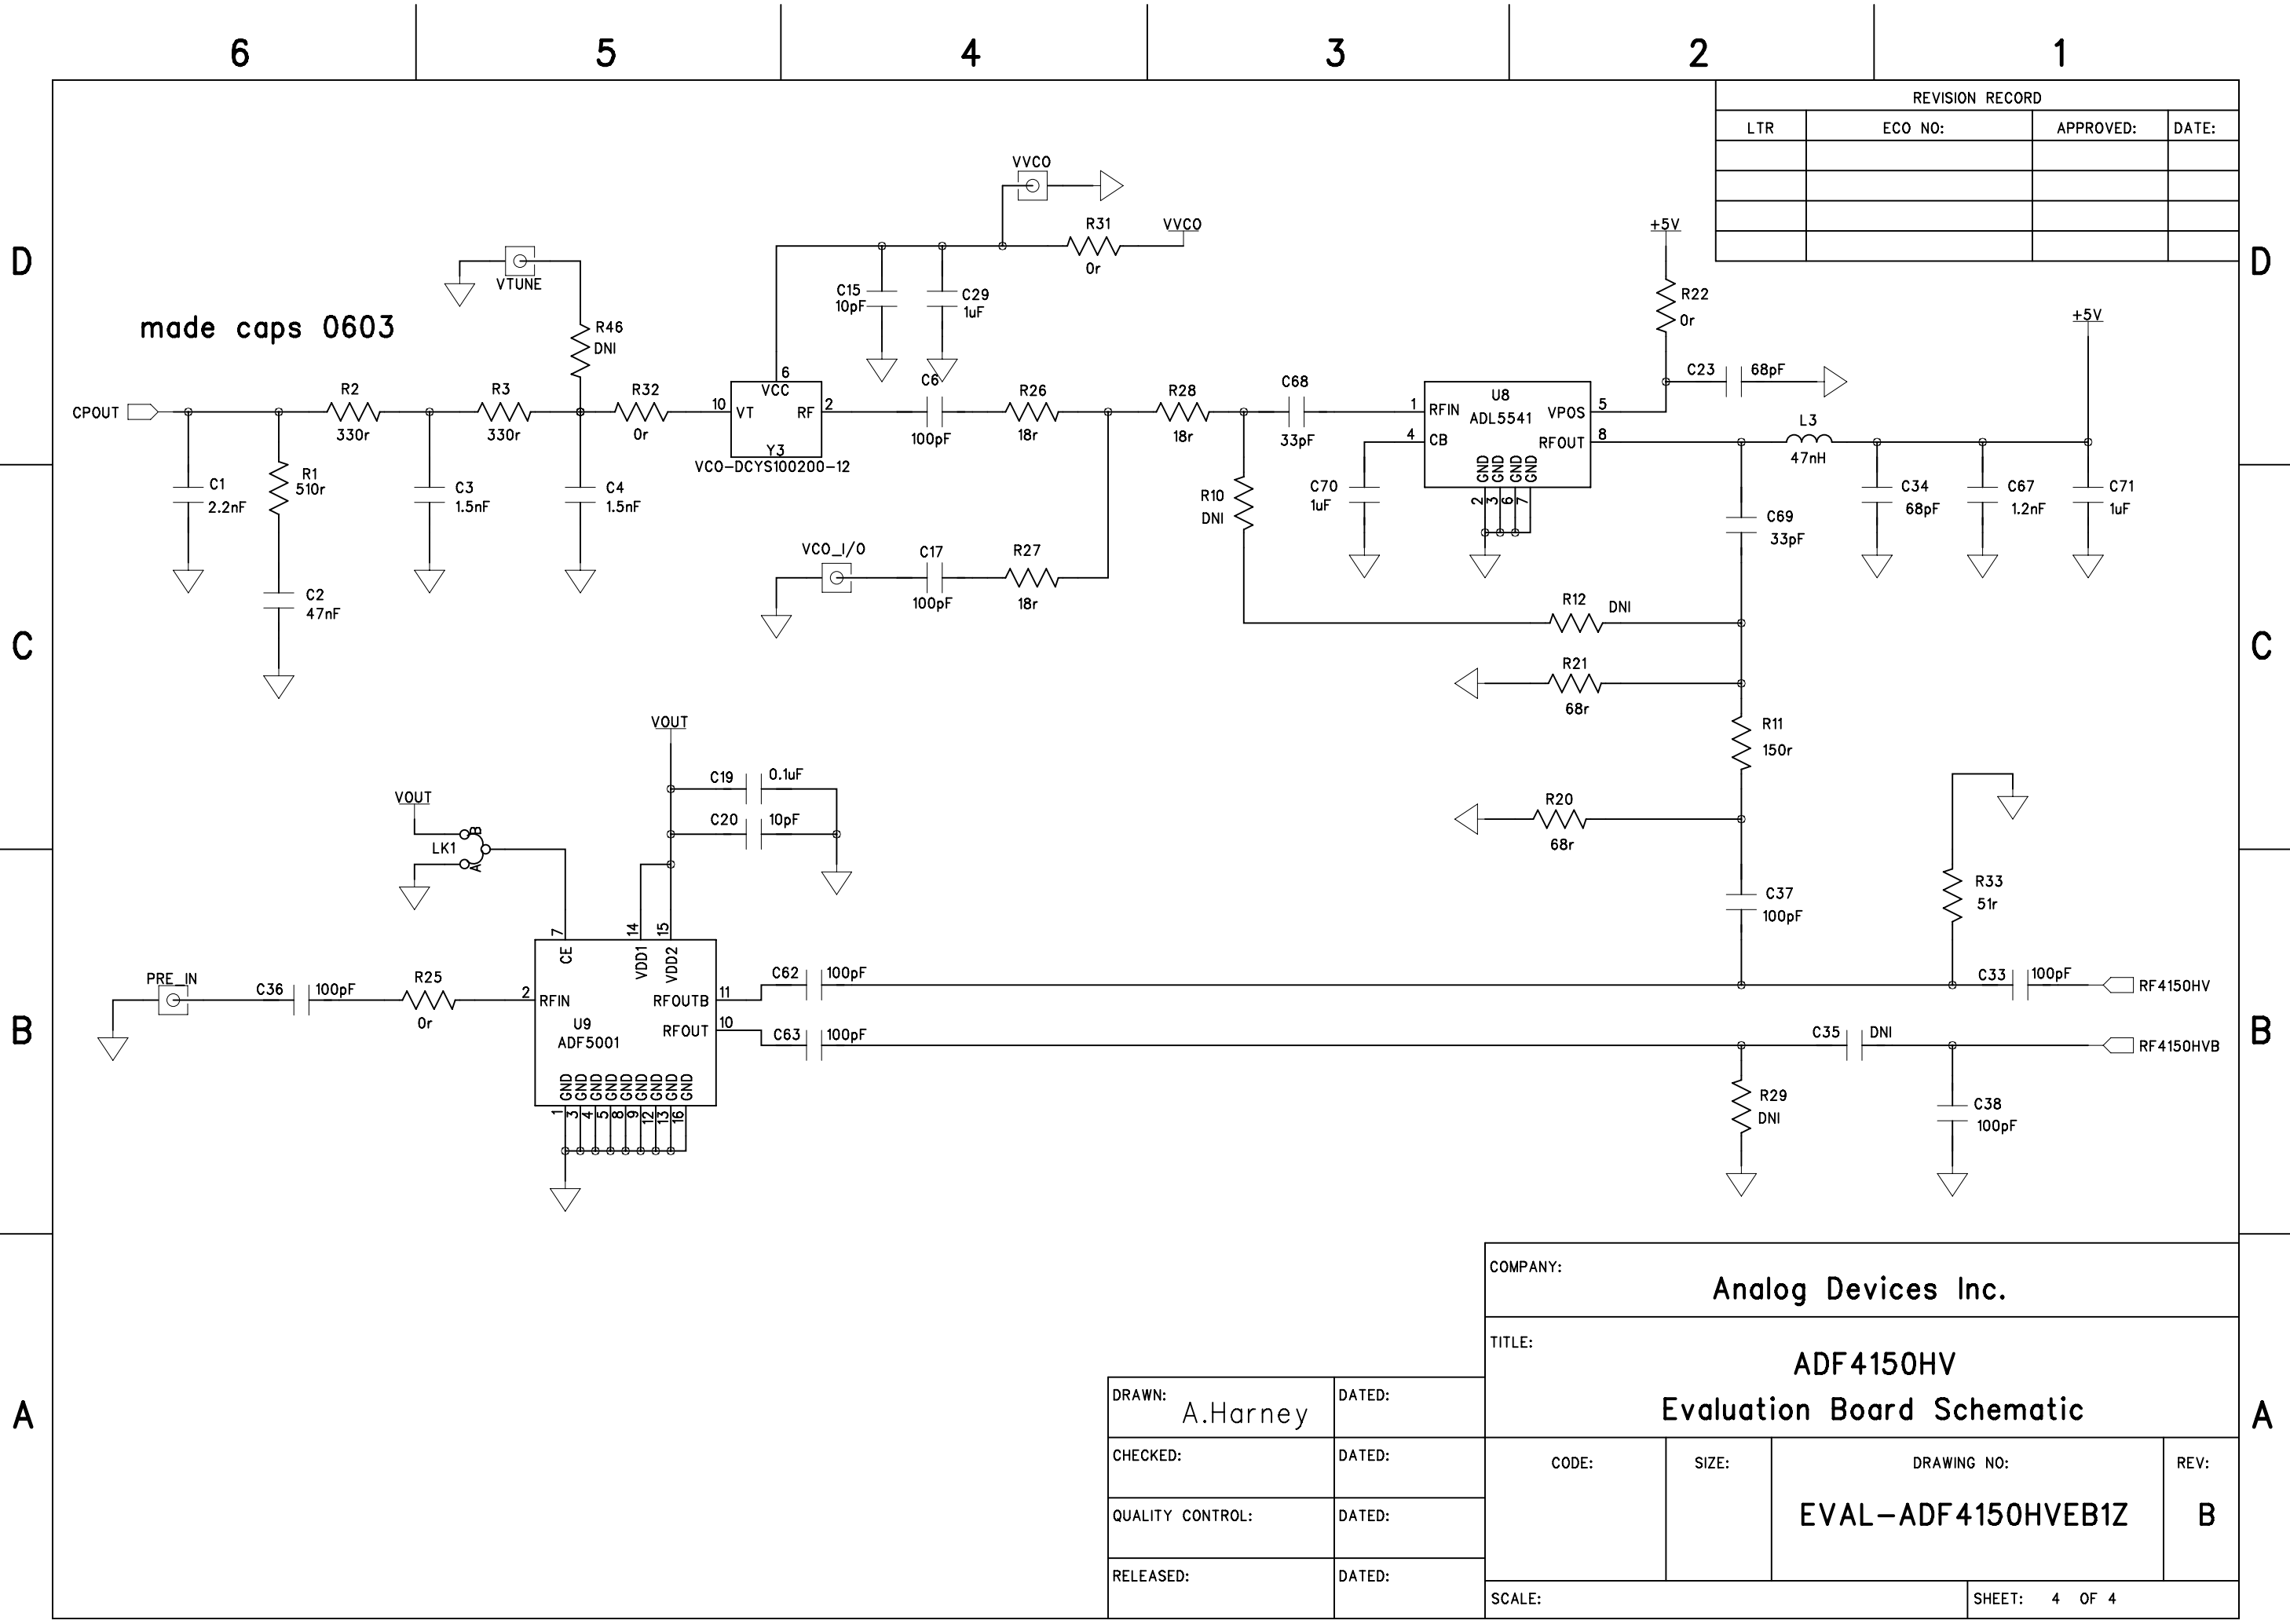 6 5 4 3 2 1
REVISION RECORD
LTR ECO NO: APPROVED: DATE:
D D
VVCO
R31 VVCO
0r
+5V
VTUNE
C15 10pF
C29 1uF
R22 0r
made caps 0603
R46 DNI
+5V
C23 68pF
CPOUT
R2 330r
R3 330r
R32 0r
6
VCC
10 VT RF 2
Y3
VCO-DCYS100200-12
C6 100pF
R26 18r
R28 18r
C68 33pF
U8
ADL5541
1 RFIN VPOS 5
4 CB RFOUT 8
GND GND GND GND
2 3 6 7
L3 47nH
C1 2.2nF
R1 510r
C3 1.5nF
C4 1.5nF
R10 DNI
C70 1uF
C69 33pF
C34 68pF
C67 1.2nF
C71 1uF
VCO_I/O
C17 100pF
R27 18r
C2 47nF
R12 DNI
C C
R21 68r
R11 150r
VOUT
C19 0.1uF
C20 10pF
VOUT
B
LK1
A
R20 68r
R33 51r
C37 100pF
7 14 15
CE VDD1 VDD2
PRE_IN
C36 100pF
R25 0r
2 RFIN RFOUTB 11
RFOUT 10
U9
ADF5001
GND GND GND GND GND GND GND GND GND
1 3 4 5 8 9 12 13 16
C62 100pF
C63 100pF
C33 100pF
RF4150HV
C35 DNI
RF4150HVB
B B
R29 DNI
C38 100pF
COMPANY:
Analog Devices Inc.
TITLE:
ADF4150HV
Evaluation Board Schematic
A A
DRAWN: A.Harney DATED:
CHECKED: DATED:
QUALITY CONTROL: DATED:
RELEASED: DATED:
CODE: SIZE: DRAWING NO: REV:
EVAL-ADF4150HVEB1Z B
SCALE: SHEET: 4 OF 4